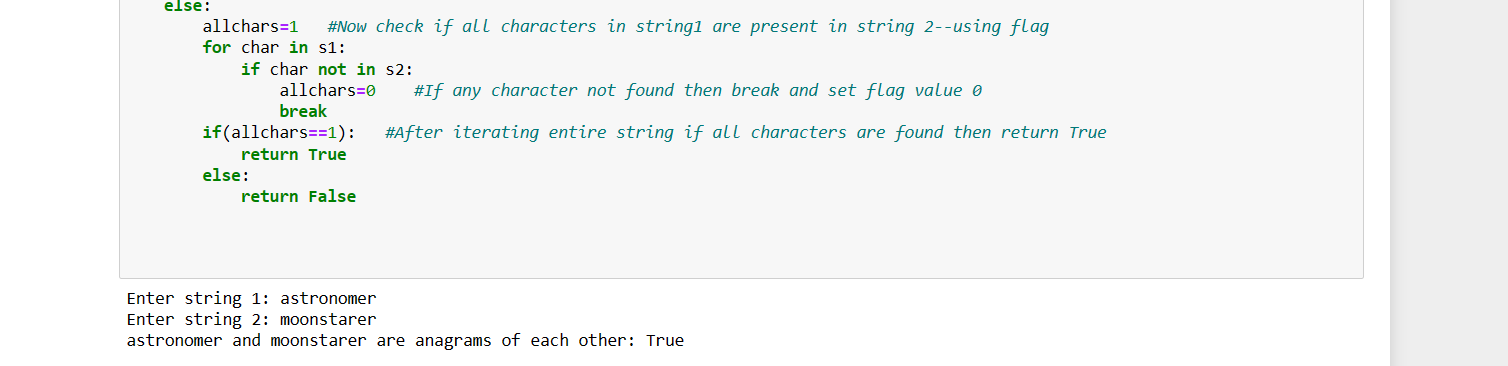 else:
allchars=1   #Now check if all characters in string1 are present in string 2--using flag
for char in s1:
if char not in s2:
allchars=0    #If any character not found then break and set flag value 0
break
if(allchars==1):   #After iterating entire string if all characters are found then return True
return True
else:
return False
Enter string 1: astronomer
Enter string 2: moonstarer
astronomer and moonstarer are anagrams of each other: True